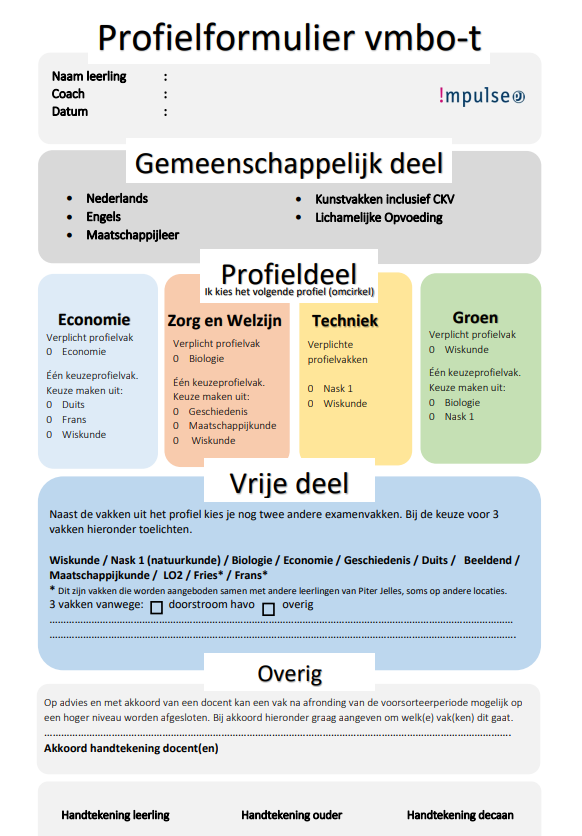 Profielformulier vmbo-t
Naam leerling :
Coach :
Datum :
!mpulse
Gemeenschappelijk deel
• Nederlands
• Engels
• Maatschappijleer
• Kunstvakken inclusief CKV
• Lichamelijke Opvoeding
Profieldeel
Ik kies het volgende profiel (omcirkel)
Economie
Verplicht profielvak
0 Economie
Één keuzeprofielvak.
Keuze maken uit:
0 Duits
0 Frans
0 Wiskunde
Zorg en Welzijn
Verplicht profielvak
0 Biologie
Één keuzeprofielvak.
Keuze maken uit:
0 Geschiedenis
0 Maatschappijkunde
0 Wiskunde
Techniek
Verplichte
profielvakken
0 Nask 1
0 Wiskunde
Groen
Verplicht profielvak
0 Wiskunde
Één keuzeprofielvak.
Keuze maken uit:
0 Biologie
0 Nask 1
Vrije deel
Naast de vakken uit het profiel kies je nog twee andere examenvakken. Bij de keuze voor 3
vakken hieronder toelichten.
Wiskunde / Nask 1 (natuurkunde) / Biologie / Economie / Geschiedenis / Duits / Beeldend /
Maatschappijkunde / LO2 / Fries* / Frans*
* Dit zijn vakken die worden aangeboden samen met andere leerlingen van Piter Jelles, soms op andere locaties.
3 vakken vanwege: ☐ doorstroom havo ☐ overig
……………………………………………………………………………………………………………………………
……………………………………………………………………………………………………………………………
Overig
Op advies en met akkoord van een docent kan een vak na afronding van de voorsorteerperiode mogelijk op
een hoger niveau worden afgesloten. Bij akkoord hieronder graag aangeven om welk(e) vak(ken) dit gaat.
……………………………………………………………………………………………………………………………
Akkoord handtekening docent(en)
Handtekening leerling Handtekening ouder Handtekening decaan